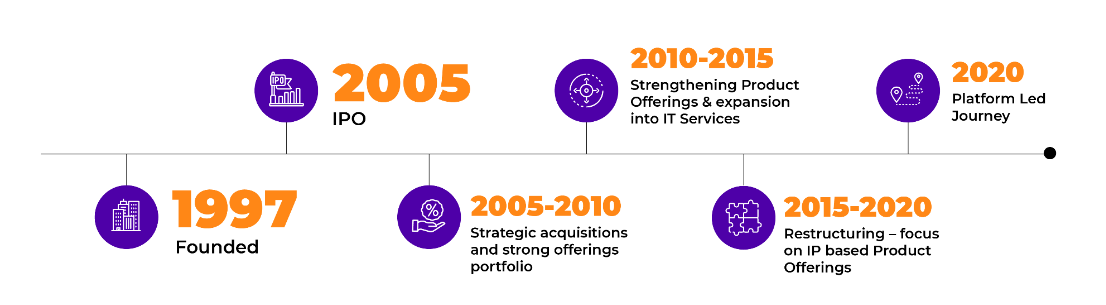 1997
Founded
IPO
2005
IPO
2005-2010
Strategic acquisitions
and strong offerings
portfolio
2010-2015
Strengthening Product
Offerings & expansion
into IT Services
2015-2020
Restructuring – focus
on IP based Product
Offerings
2020
Platform Led
Journey